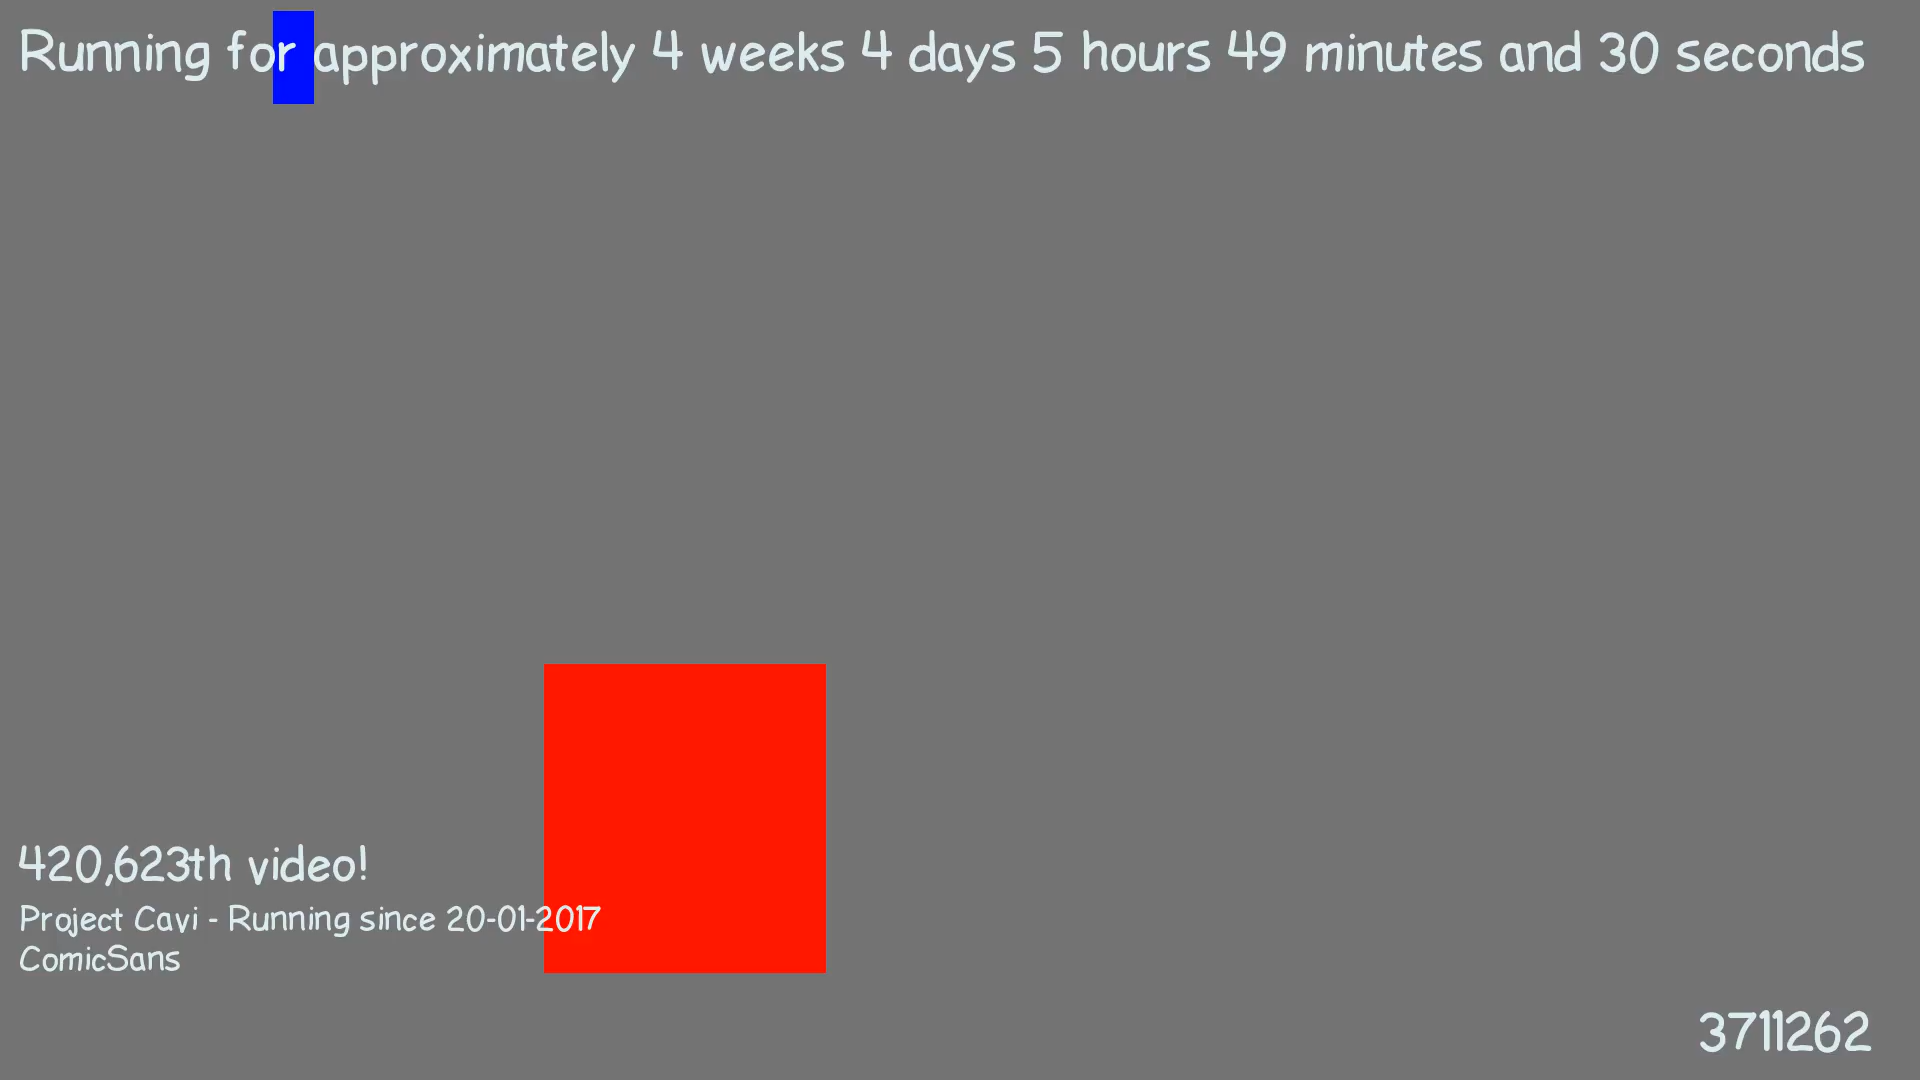 Running for approximately 4 weeks 4 days 5 hours 49 minutes and 30 seconds
420,623th video!
Project Cavi - Running since 20-01-2017
ComicSans
3711262